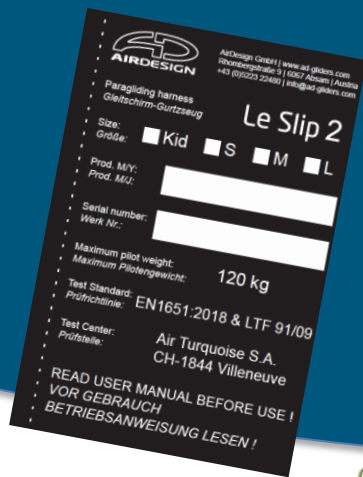 AIRDESIGN
AirDesign GmbH | www.ad-gliders.com
Rhombergstraße 9 | 6067 Absam | Austria
+43 (0)5223 22480 | info@ad-gliders.com
Paragliding harness
Gleitschirm-Gurtzseug
Le Slip 2
Size:
Größe:
Kid S M L
Prod. M/Y:
Prod. M/J:
Serial number:
Werk Nr.:
Maximum pilot weight:
Maximum Pilotengewicht:
120 kg
Test Standard:
Prüfrichtlinie:
EN1651:2018 & LTF 91/09
Test Center:
Prüfstelle:
Air Turquoise S.A.
CH-1844 Villeneuve
READ USER MANUAL BEFORE USE !
VOR GEBRAUCH
BETRIEBSANWEISUNG LESEN !